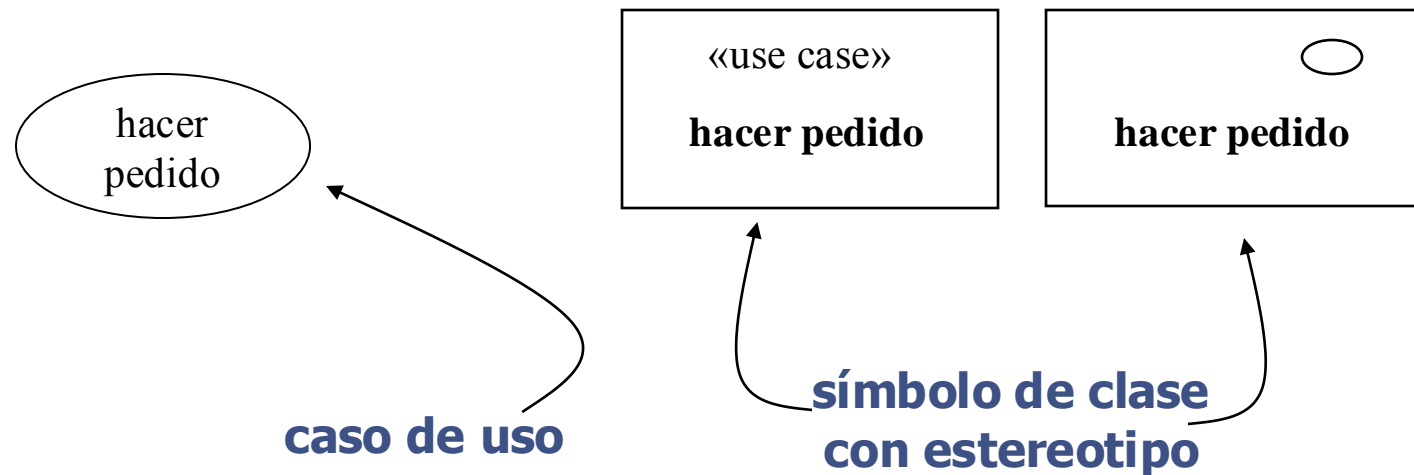 hacer
pedido
«use case»
hacer pedido
hacer pedido
caso de uso
símbolo de clase
con estereotipo